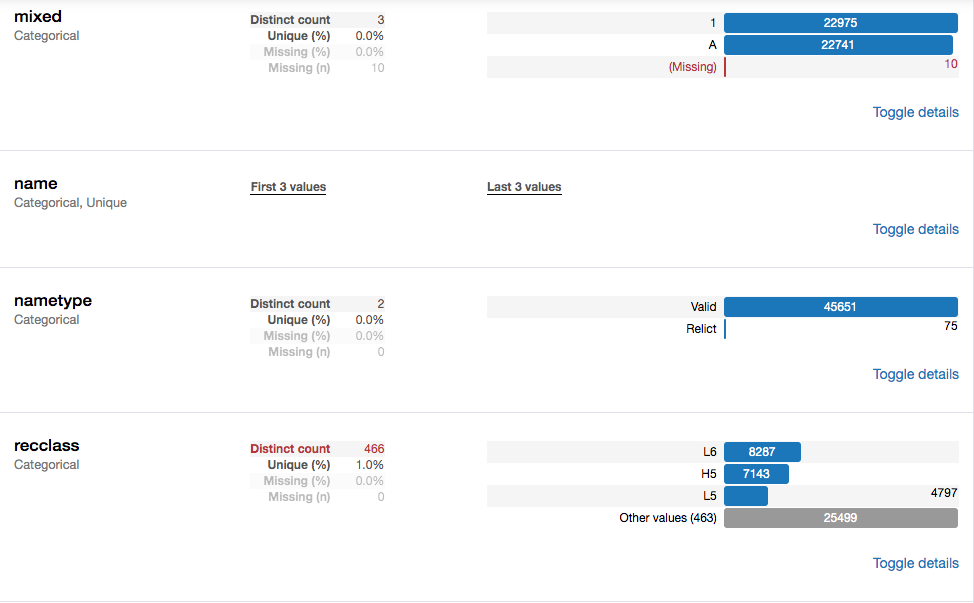 mixed
Categorical
Distinct count 3
Unique (%) 0.0%
Missing (%) 0.0%
Missing (n) 10
1 22975
A 22741
(Missing) 10
Toggle details
name
Categorical, Unique
First 3 values
Last 3 values
Toggle details
nametype
Categorical
Distinct count 2
Unique (%) 0.0%
Missing (%) 0.0%
Missing (n) 0
Valid 45651
Relict 75
Toggle details
recclass
Categorical
Distinct count 466
Unique (%) 1.0%
Missing (%) 0.0%
Missing (n) 0
L6 8287
H5 7143
L5 4797
Other values (463) 25499
Toggle details